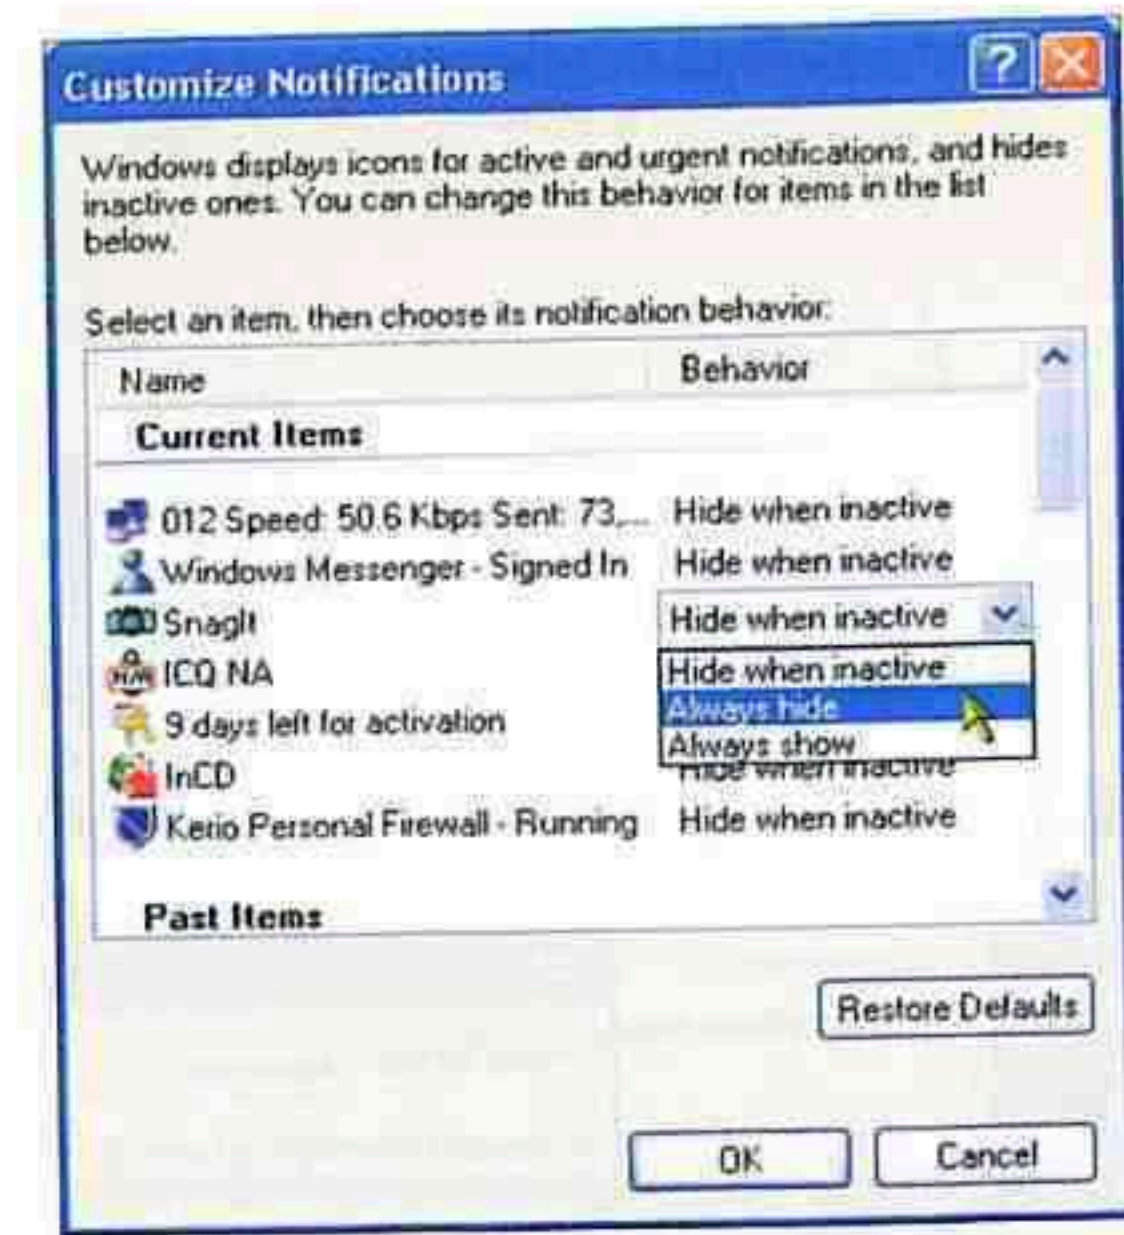 Customize Notifications
Windows displays icons for active and urgent notifications, and hides
inactive ones. You can change this behavior for items in the list
below.
Select an item, then choose its notification behavior:
Name Behavior
Current Items
012 Speed: 50.6 Kbps Sent: 73,... Hide when inactive
Windows Messenger - Signed In Hide when inactive
SnagIt Hide when inactive
ICQ NA Hide when inactive
Always hide
9 days left for activation
Always show
InCD Hide when inactive
Kerio Personal Firewall - Running Hide when inactive
Past Items
Restore Defaults
OK Cancel